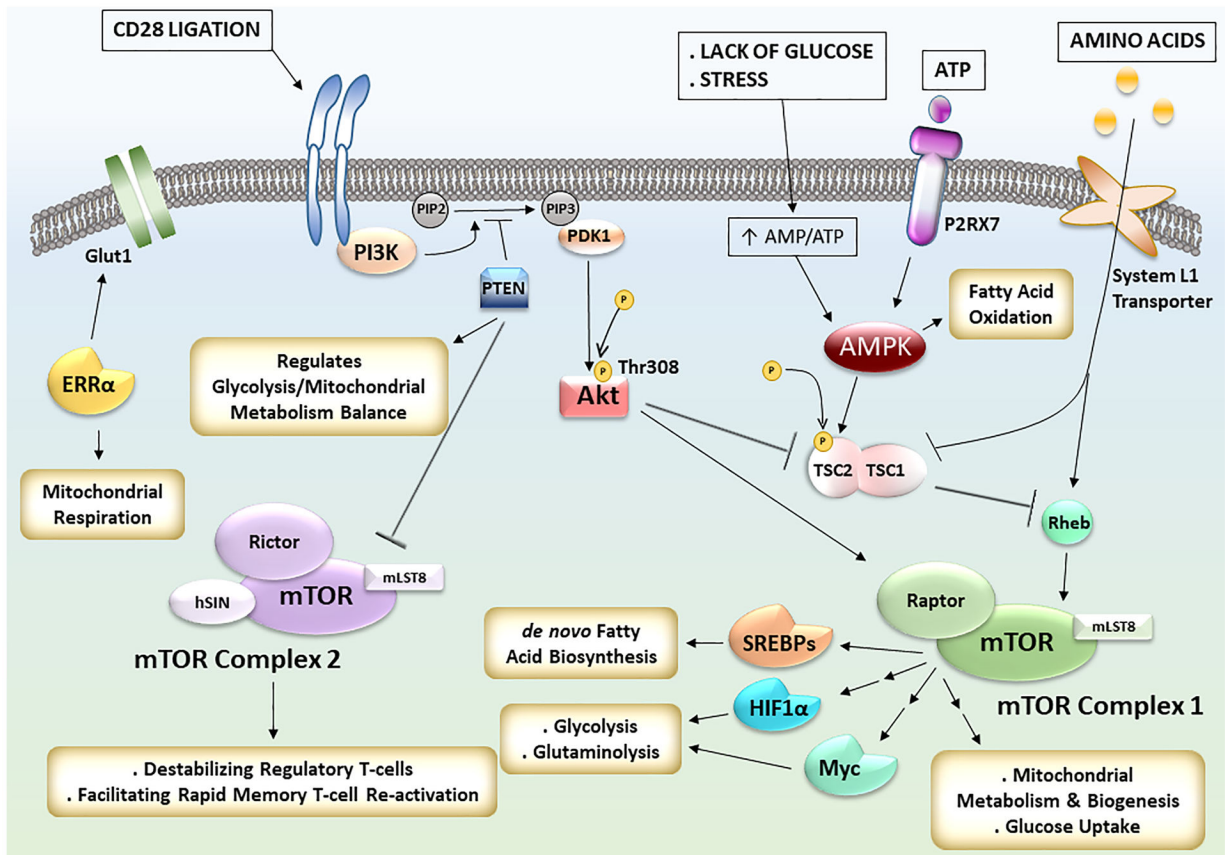 CD28 LIGATION
. LACK OF GLUCOSE
. STRESS
ATP
AMINO ACIDS
Glut1
PIP2
PIP3
PI3K
PDK1
PTEN
↑ AMP/ATP
P2RX7
System L1
Transporter
Fatty Acid
Oxidation
AMPK
P
P
Thr308
Akt
ERRα
Regulates
Glycolysis/Mitochondrial
Metabolism Balance
P
P
TSC2
TSC1
Mitochondrial
Respiration
Rheb
Rictor
mLST8
hSIN
mTOR
mTOR Complex 2
Raptor
mLST8
mTOR
mTOR Complex 1
de novo Fatty
Acid Biosynthesis
SREBPs
HIF1α
. Glycolysis
. Glutaminolysis
Myc
. Destabilizing Regulatory T-cells
. Facilitating Rapid Memory T-cell Re-activation
. Mitochondrial
Metabolism & Biogenesis
. Glucose Uptake